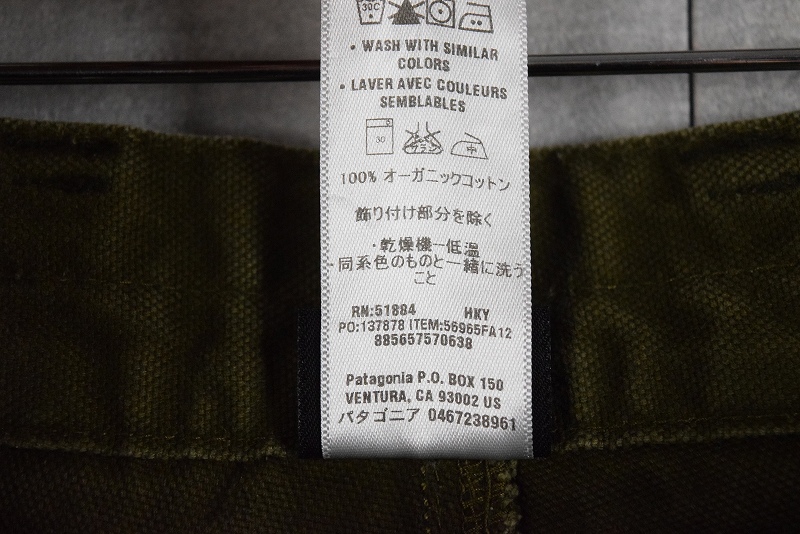 30C
• WASH WITH SIMILAR
COLORS
• LAVER AVEC COULEURS
SEMBLABLES
30
中
100% オーガニックコットン
飾り付け部分を除く
・乾燥機一低温
・同系色のものと一緒に洗う
こと
RN:51884 HKY
PO:137878 ITEM:56965FA12
885657570638
Patagonia P.O. BOX 150
VENTURA, CA 93002 US
パタゴニア 0467238961